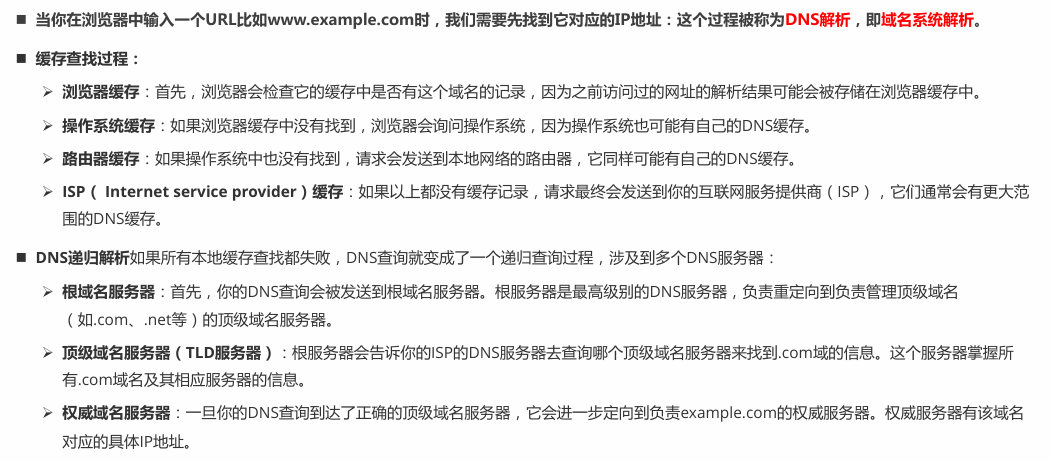 ■ 当你在浏览器中输入一个URL比如www.example.com时，我们需要先找到它对应的IP地址：这个过程被称为DNS解析，即域名系统解析。
■ 缓存查找过程：
➢ 浏览器缓存：首先，浏览器会检查它的缓存中是否有这个域名的记录，因为之前访问过的网址的解析结果可能会被存储在浏览器缓存中。
➢ 操作系统缓存：如果浏览器缓存中没有找到，浏览器会询问操作系统，因为操作系统也可能有自己的DNS缓存。
➢ 路由器缓存：如果操作系统中也没有找到，请求会发送到本地网络的路由器，它同样可能有自己的DNS缓存。
➢ ISP（ Internet service provider）缓存：如果以上都没有缓存记录，请求最终会发送到你的互联网服务提供商（ISP），它们通常会有更大范
围的DNS缓存。
■ DNS递归解析如果所有本地缓存查找都失败，DNS查询就变成了一个递归查询过程，涉及到多个DNS服务器：
➢ 根域名服务器：首先，你的DNS查询会被发送到根域名服务器。根服务器是最高级别的DNS服务器，负责重定向到负责管理顶级域名
（如.com、.net等）的顶级域名服务器。
➢ 顶级域名服务器（TLD服务器）：根服务器会告诉你的ISP的DNS服务器去查询哪个顶级域名服务器来找到.com域的信息。这个服务器掌握所
有.com域名及其相应服务器的信息。
➢ 权威域名服务器：一旦你的DNS查询到达了正确的顶级域名服务器，它会进一步定向到负责example.com的权威服务器。权威服务器有该域名
对应的具体IP地址。